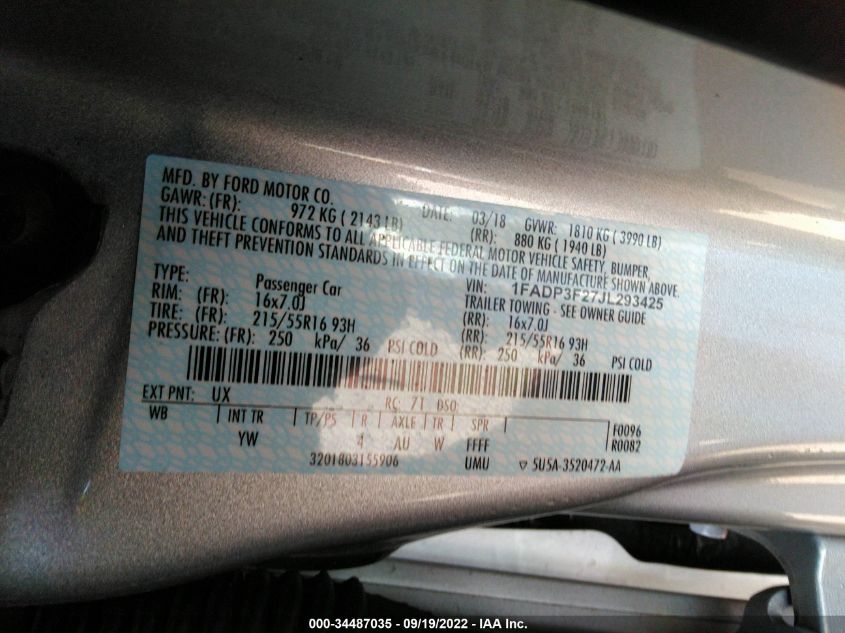 MFD. BY FORD MOTOR CO.
DATE: 03/18 GVWR: 1810 KG ( 3990 LB)
GAWR: (FR): 972 KG ( 2143 LB) (RR): 880 KG ( 1940 LB)
THIS VEHICLE CONFORMS TO ALL APPLICABLE FEDERAL MOTOR VEHICLE SAFETY, BUMPER,
AND THEFT PREVENTION STANDARDS IN EFFECT ON THE DATE OF MANUFACTURE SHOWN ABOVE.
VIN: 1FADP3F27JL293425
TYPE: Passenger Car TRAILER TOWING - SEE OWNER GUIDE
RIM: (FR): 16x7.0J (RR): 16x7.0J
TIRE: (FR): 215/55R16 93H (RR): 215/55R16 93H
PRESSURE: (FR): 250 kPa/ 36 PSI COLD (RR): 250 kPa/ 36 PSI COLD
EXT PNT: UX RC: 71 DSO:
WB INT TR TP/PS R AXLE TR SPR F0096
YW 4 AU W FFFF R0082
3201803155906 UMU ▽ 5U5A-3520472-AA
000-34487035 - 09/19/2022 - IAA Inc.